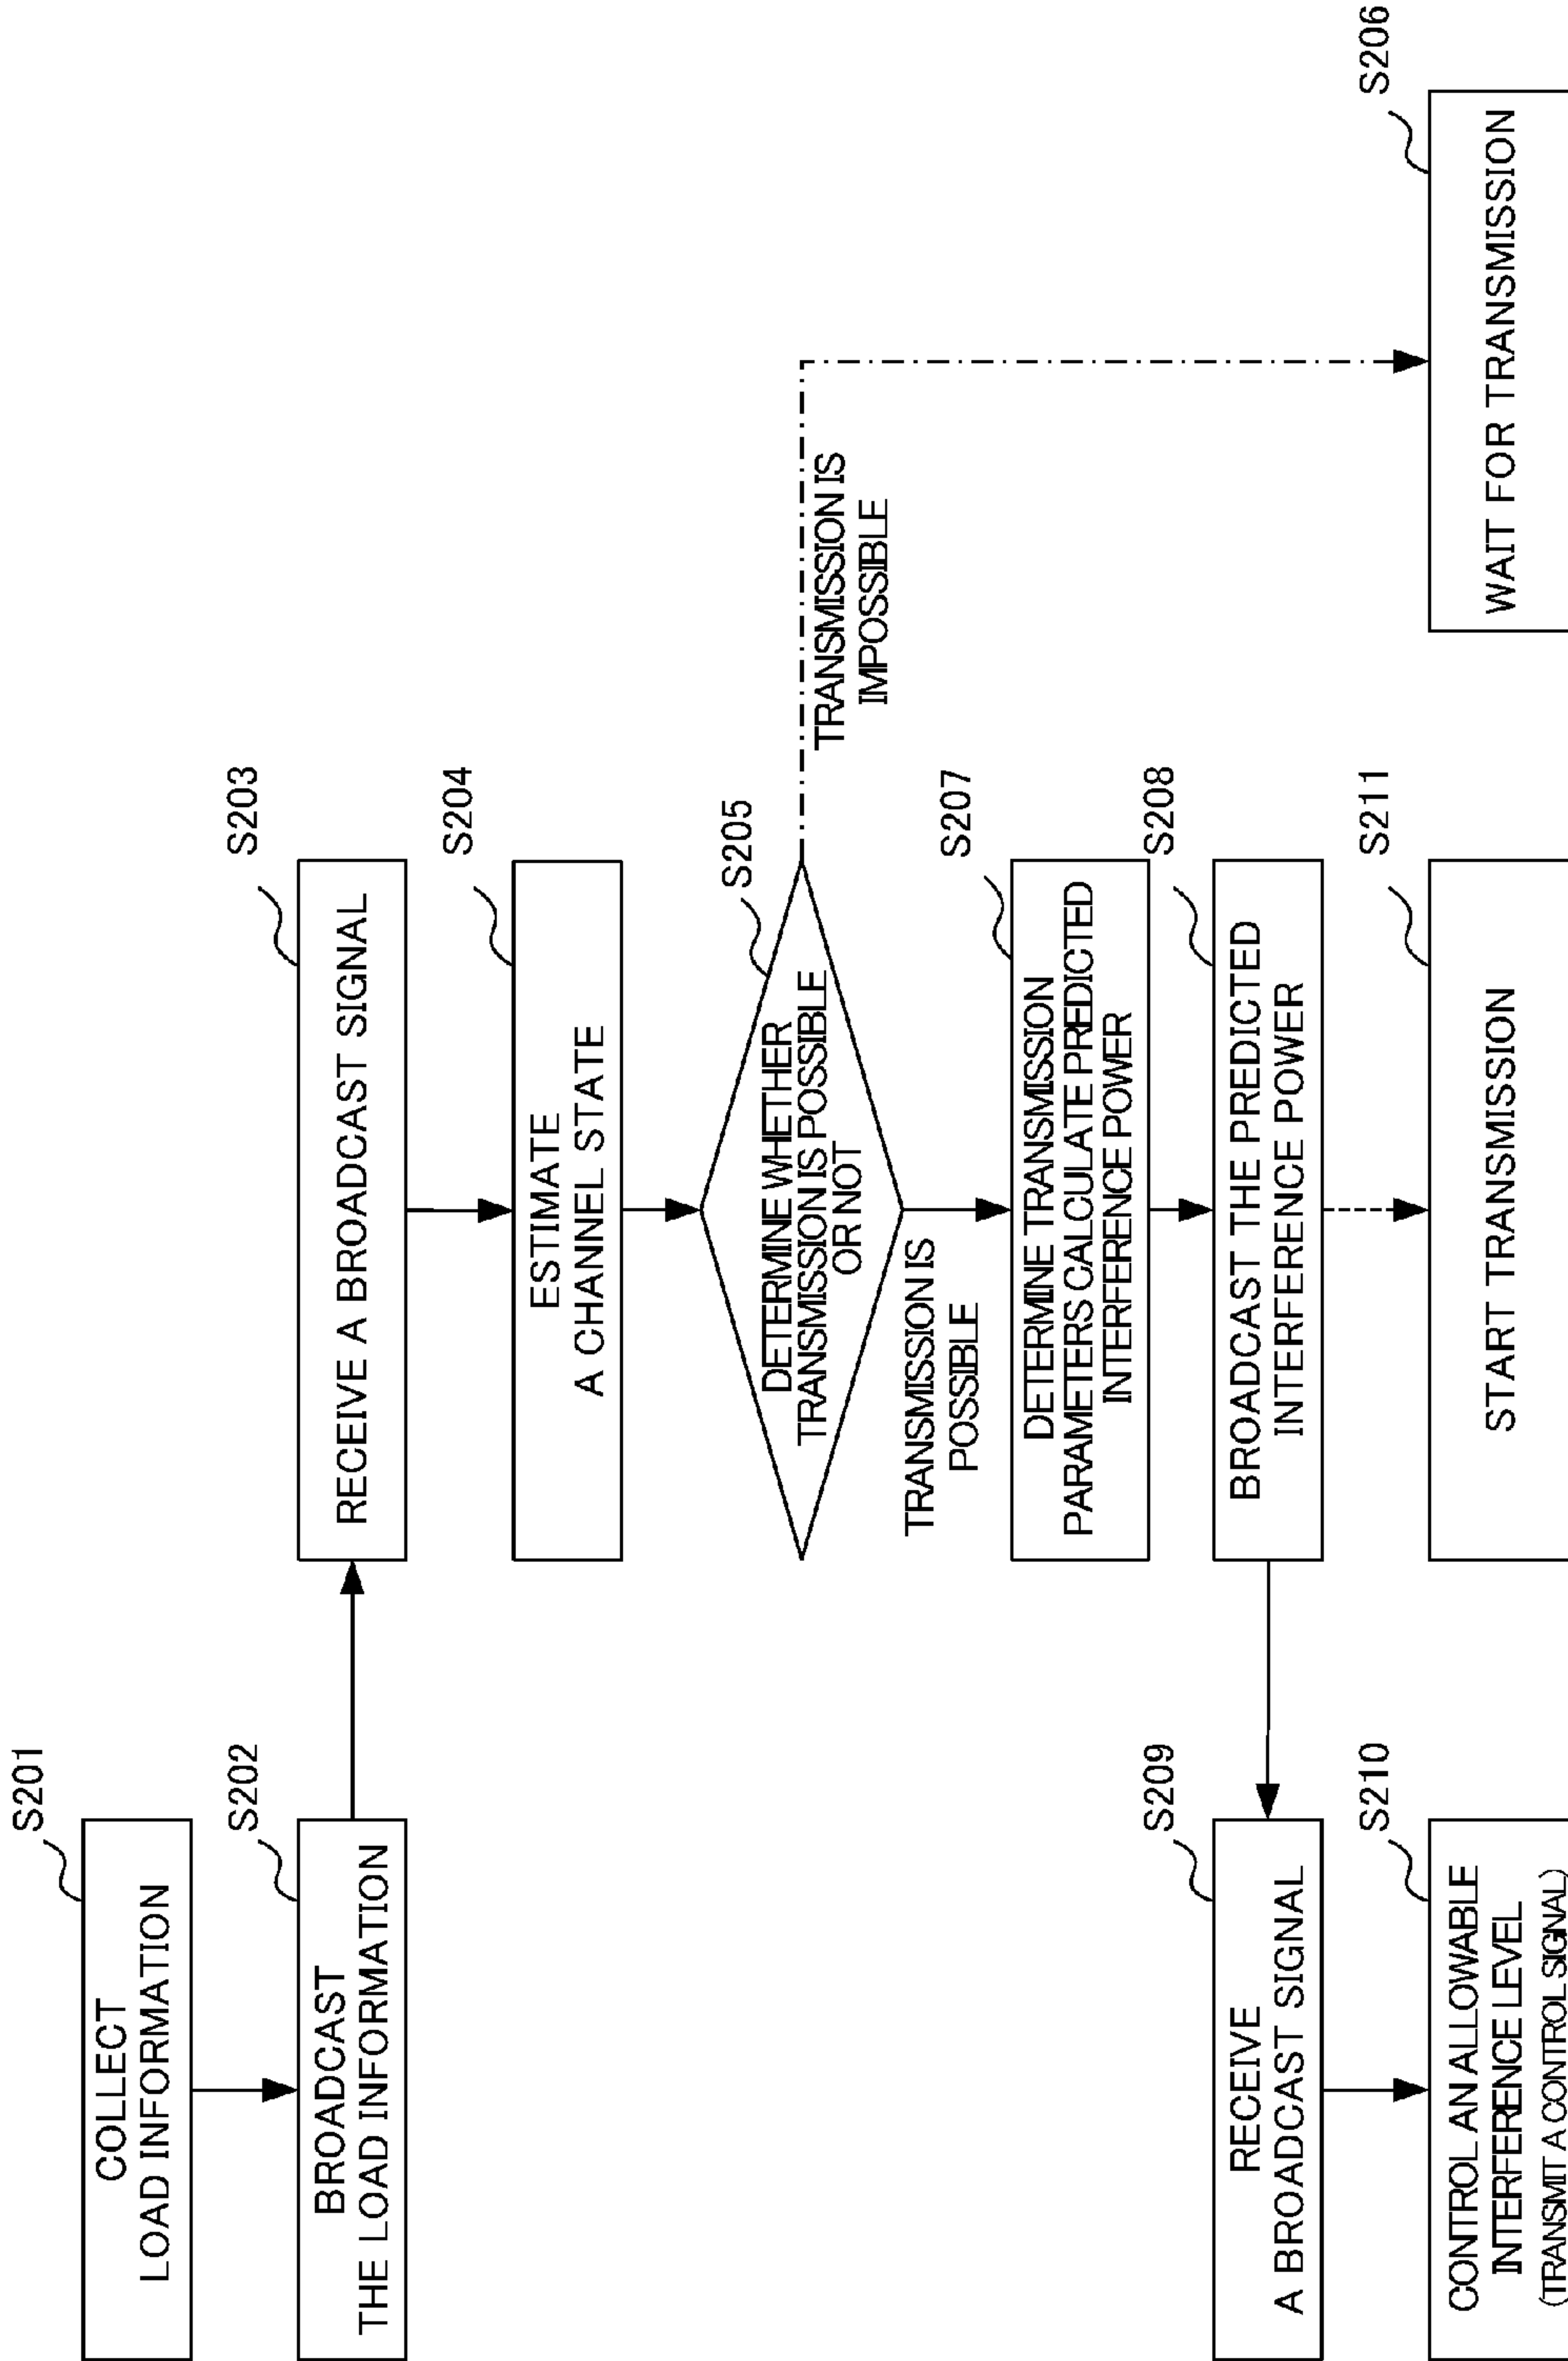 S201
COLLECT
LOAD INFORMATION
S202
BROADCAST
THE LOAD INFORMATION
S203
RECEIVE A BROADCAST SIGNAL
S204
ESTIMATE
A CHANNEL STATE
S205
DETERMINE WHETHER
TRANSMISSION IS POSSIBLE
OR NOT
TRANSMISSION IS
IMPOSSIBLE
S206
WAIT FOR TRANSMISSION
TRANSMISSION IS
POSSIBLE
S207
DETERMINE TRANSMISSION
PARAMETERS CALCULATE PREDICTED
INTERFERENCE POWER
S208
BROADCAST THE PREDICTED
INTERFERENCE POWER
S209
RECEIVE
A BROADCAST SIGNAL
S210
CONTROL AN ALLOWABLE
INTERFERENCE LEVEL
(TRANSMIT A CONTROL SIGNAL)
S211
START TRANSMISSION